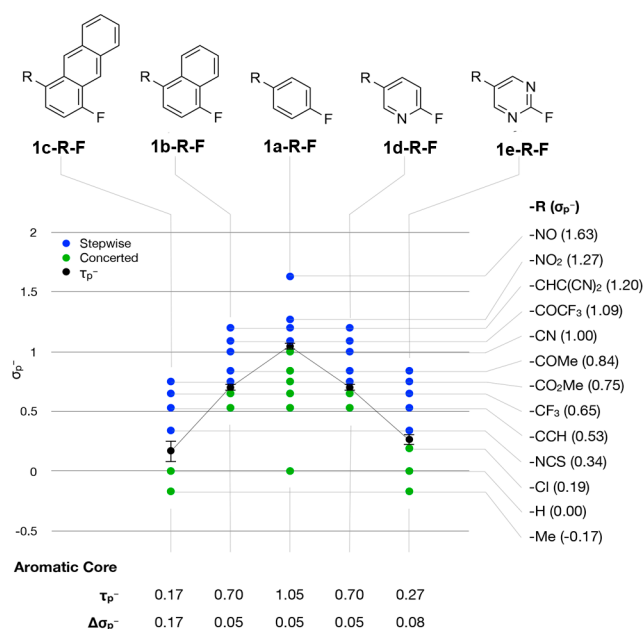 R
F
R
F
R
F
R
N
F
R
N
N
F
1c-R-F
1b-R-F
1a-R-F
1d-R-F
1e-R-F
-R (σₚ⁻)
-NO (1.63)
-NO₂ (1.27)
-CHC(CN)₂ (1.20)
-COCF₃ (1.09)
-CN (1.00)
-COMe (0.84)
-CO₂Me (0.75)
-CF₃ (0.65)
-CCH (0.53)
-NCS (0.34)
-Cl (0.19)
-H (0.00)
-Me (-0.17)
Stepwise
Concerted
τₚ⁻
σₚ⁻
2
1.5
1
0.5
0
-0.5
Aromatic Core
τₚ⁻ 0.17 0.70 1.05 0.70 0.27
Δσₚ⁻ 0.17 0.05 0.05 0.05 0.08